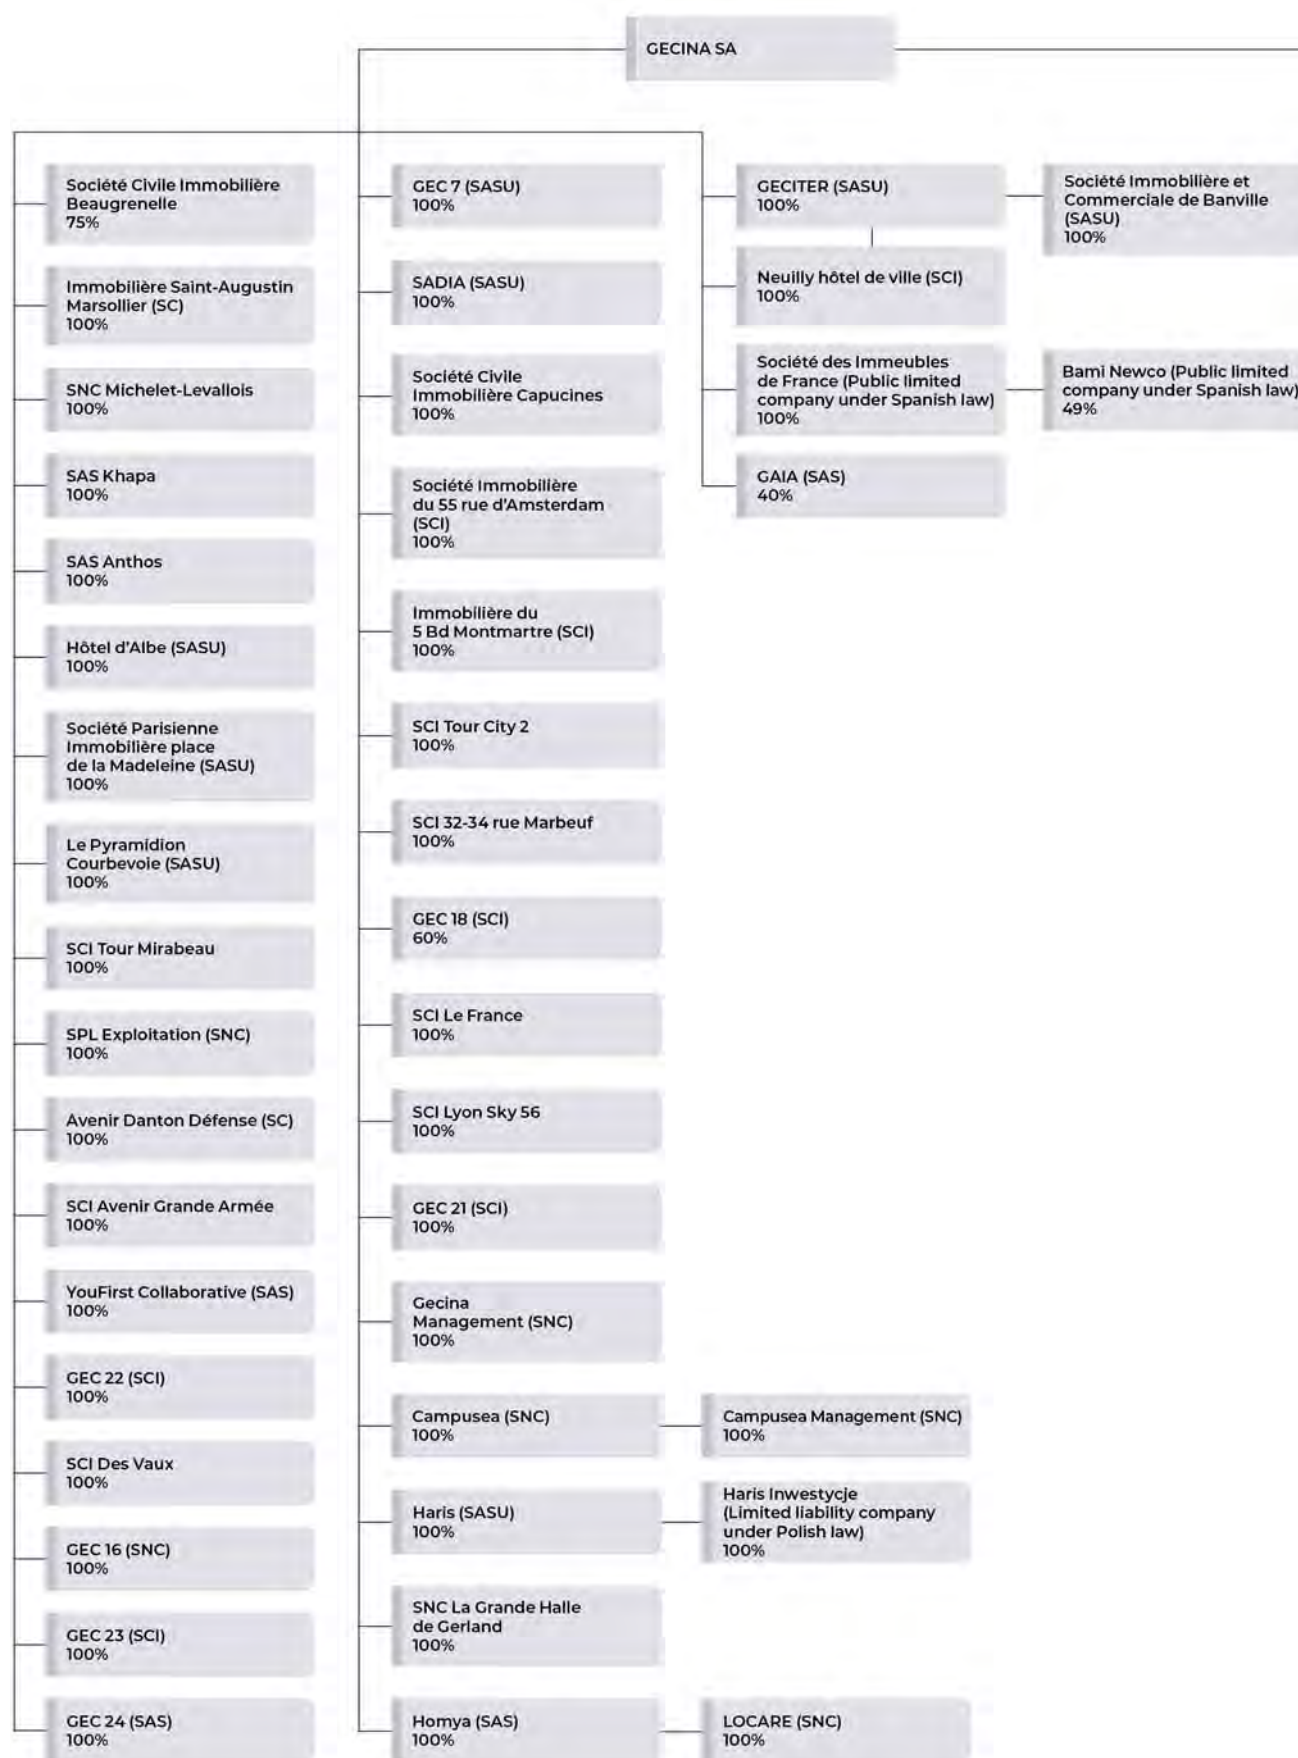 GECINA SA
Société Civile Immobilière
Beaugrenelle
75%
Immobilière Saint-Augustin
Marsollier (SC)
100%
SNC Michelet-Levallois
100%
SAS Khapa
100%
SAS Anthos
100%
Hôtel d'Albe (SASU)
100%
Société Parisienne
Immobilière place
de la Madeleine (SASU)
100%
Le Pyramidion
Courbevoie (SASU)
100%
SCI Tour Mirabeau
100%
SPL Exploitation (SNC)
100%
Avenir Danton Défense (SC)
100%
SCI Avenir Grande Armée
100%
YouFirst Collaborative (SAS)
100%
GEC 22 (SCI)
100%
SCI Des Vaux
100%
GEC 16 (SNC)
100%
GEC 23 (SCI)
100%
GEC 24 (SAS)
100%
GEC 7 (SASU)
100%
SADIA (SASU)
100%
Société Civile
Immobilière Capucines
100%
Société Immobilière
du 55 rue d'Amsterdam
(SCI)
100%
Immobilière du
5 Bd Montmartre (SCI)
100%
SCI Tour City 2
100%
SCI 32-34 rue Marbeuf
100%
GEC 18 (SCI)
60%
SCI Le France
100%
SCI Lyon Sky 56
100%
GEC 21 (SCI)
100%
Gecina
Management (SNC)
100%
Campusea (SNC)
100%
Campusea Management (SNC)
100%
Haris (SASU)
100%
Haris Inwestycje
(Limited liability company
under Polish law)
100%
SNC La Grande Halle
de Gerland
100%
Homya (SAS)
100%
LOCARE (SNC)
100%
GECITER (SASU)
100%
Société Immobilière et
Commerciale de Banville
(SASU)
100%
Neuilly hôtel de ville (SCI)
100%
Société des Immeubles
de France (Public limited
company under Spanish law)
100%
Bami Newco (Public limited
company under Spanish law)
49%
GAIA (SAS)
40%